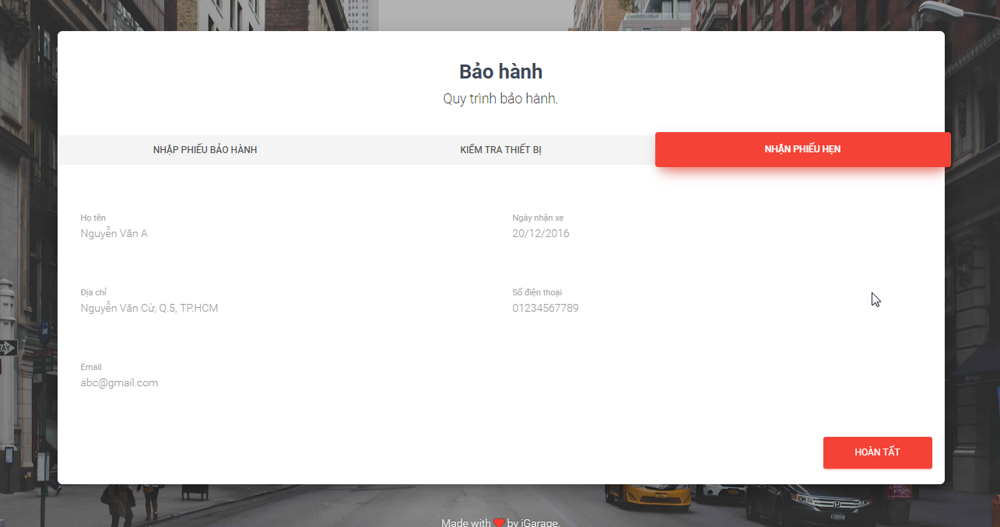 Bảo hành
Quy trình bảo hành.
NHẬP PHIẾU BẢO HÀNH
KIỂM TRA THIẾT BỊ
NHẬN PHIẾU HẸN
Họ tên
Nguyễn Văn A
Ngày nhận xe
20/12/2016
Địa chỉ
Nguyễn Văn Cừ, Q.5, TP.HCM
Số điện thoại
01234567789
Email
abc@gmail.com
HOÀN TẤT
Made with ❤ by iGarage.